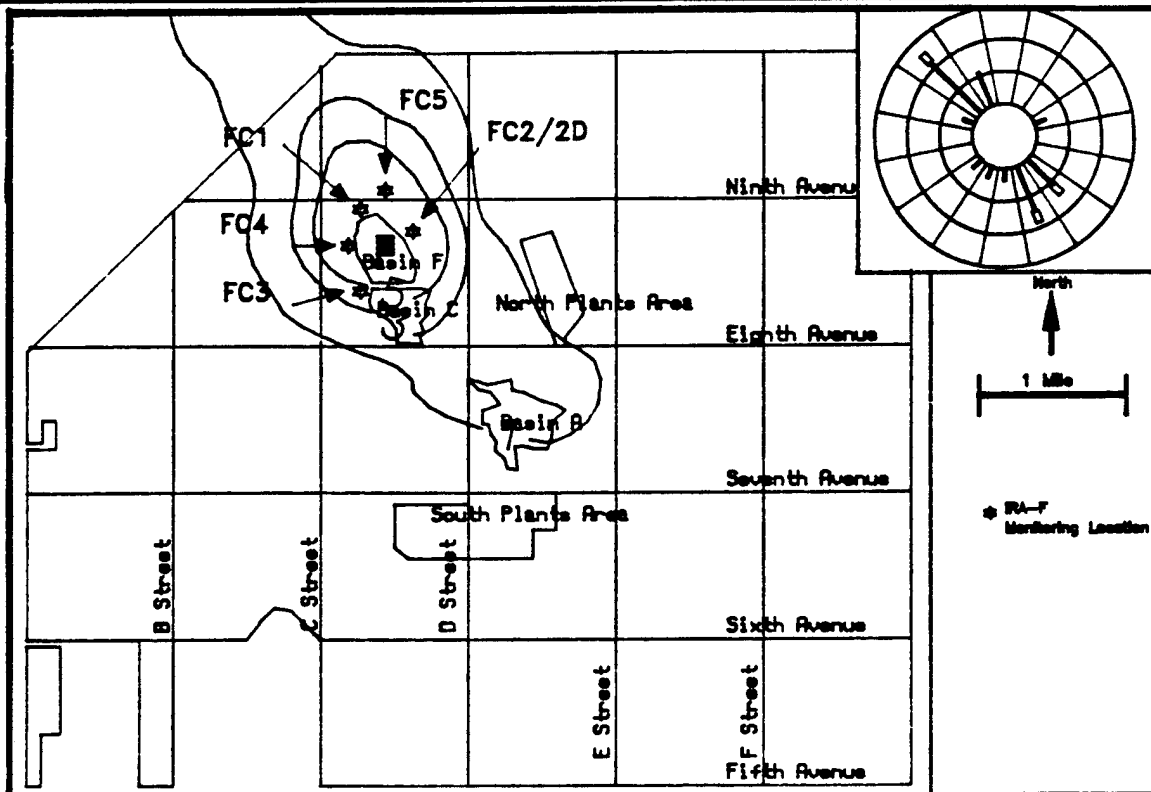 FC5
FC1
FC2/2D
Ninth Avenue
FC4
Basin F
FC3
Basin C
North Plants Area
North
Eighth Avenue
1 Mile
Basin A
Seventh Avenue
South Plants Area
IRA-F
Monitoring Location
B Street
C Street
D Street
Sixth Avenue
E Street
F Street
Fifth Avenue